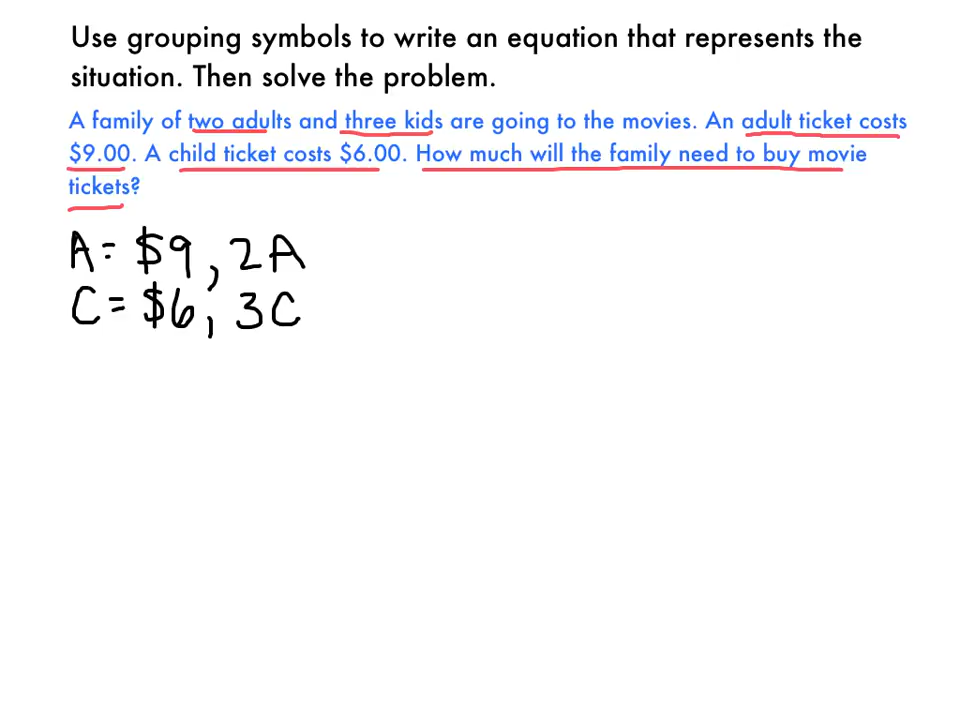 Use grouping symbols to write an equation that represents the
situation. Then solve the problem.
A family of two adults and three kids are going to the movies. An adult ticket costs
$9.00. A child ticket costs $6.00. How much will the family need to buy movie
tickets?
A = $9, 2A
C = $6, 3C